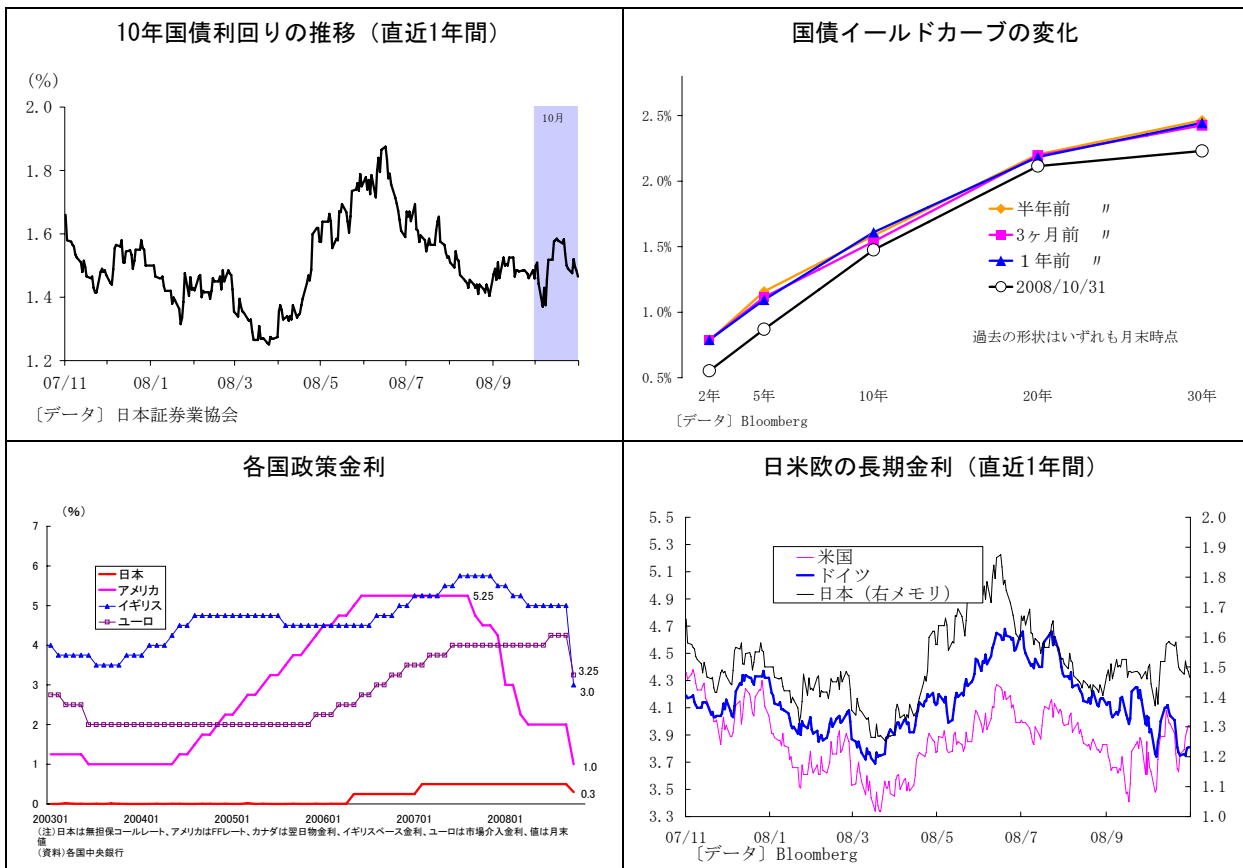 10年国債利回りの推移（直近1年間）
(%)
2.0
1.8
1.6
1.4
1.2
10月
07/11 08/1 08/3 08/5 08/7 08/9
〔データ〕日本証券業協会
国債イールドカーブの変化
2.5%
2.0%
1.5%
1.0%
0.5%
半年前 〃
3ヶ月前 〃
１年前 〃
2008/10/31
過去の形状はいずれも月末時点
2年 5年 10年 20年 30年
〔データ〕Bloomberg
各国政策金利
(%)
7
6
5
4
3
2
1
0
日本
アメリカ
イギリス
ユーロ
5.25
3.25
3.0
1.0
0.3
200301 200401 200501 200601 200701 200801
(注)日本は無担保コールレート、アメリカはFFレート、カナダは翌日物金利、イギリスベース金利、ユーロは市場介入金利、値は月末
値
(資料)各国中央銀行
日米欧の長期金利（直近1年間）
5.5
5.3
5.1
4.9
4.7
4.5
4.3
4.1
3.9
3.7
3.5
3.3
米国
ドイツ
日本（右メモリ）
2.0
1.9
1.8
1.7
1.6
1.5
1.4
1.3
1.2
1.1
1.0
07/11 08/1 08/3 08/5 08/7 08/9
〔データ〕Bloomberg